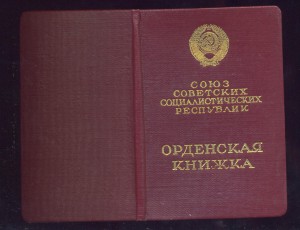 СОЮЗ
СОВЕТСКИХ
СОЦИАЛИСТИЧЕСКИХ
РЕСПУБЛИК
ОРДЕНСКАЯ
КНИЖКА